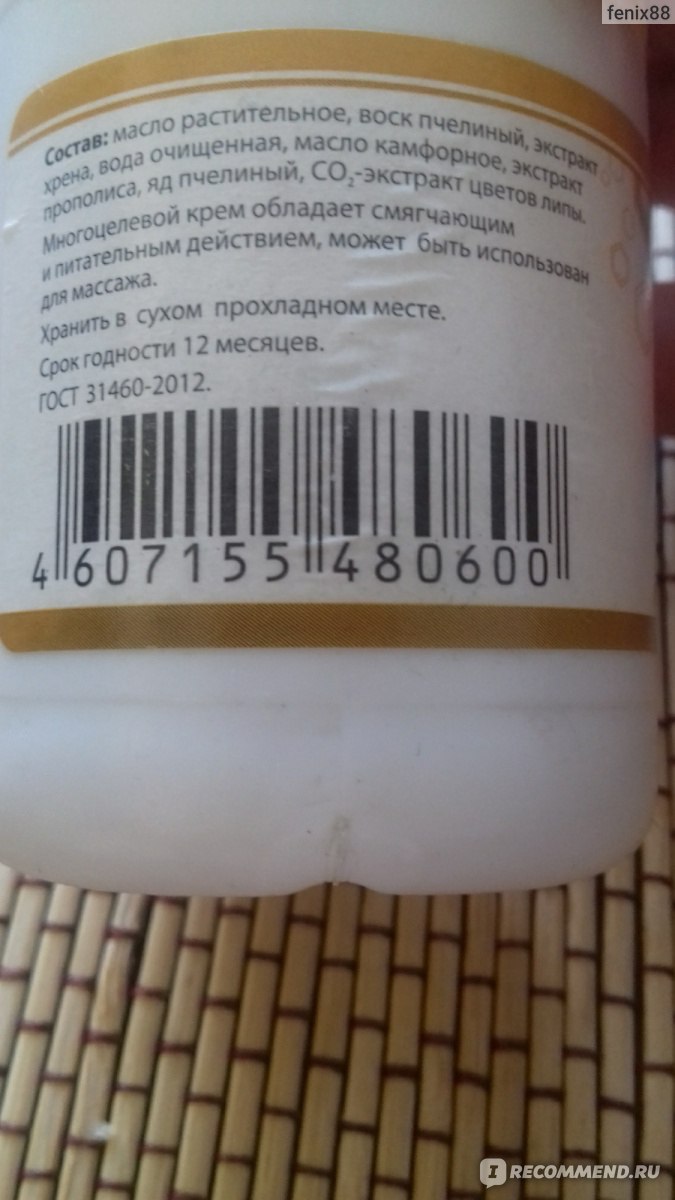 fenix88
Состав: масло растительное, воск пчелиный, экстракт
хрена, вода очищенная, масло камфорное, экстракт
прополиса, яд пчелиный, CO₂-экстракт цветов липы.
Многоцелевой крем обладает смягчающим
и питательным действием, может быть использован
для массажа.
Хранить в сухом прохладном месте.
Срок годности 12 месяцев.
ГОСТ 31460-2012.
4 607155 480600
IRECOMMEND.RU